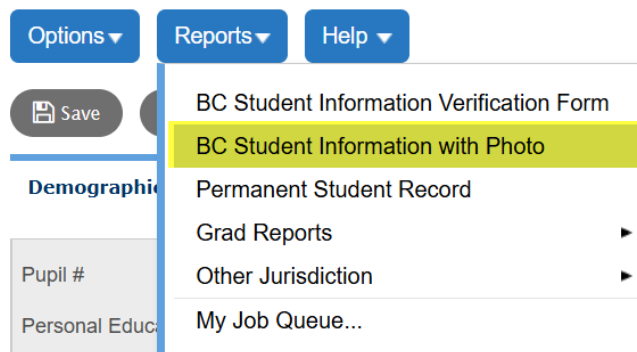 Options Reports Help
Save
BC Student Information Verification Form
BC Student Information with Photo
Demographi
Permanent Student Record
Grad Reports
Pupil #
Other Jurisdiction
Personal Educa
My Job Queue...